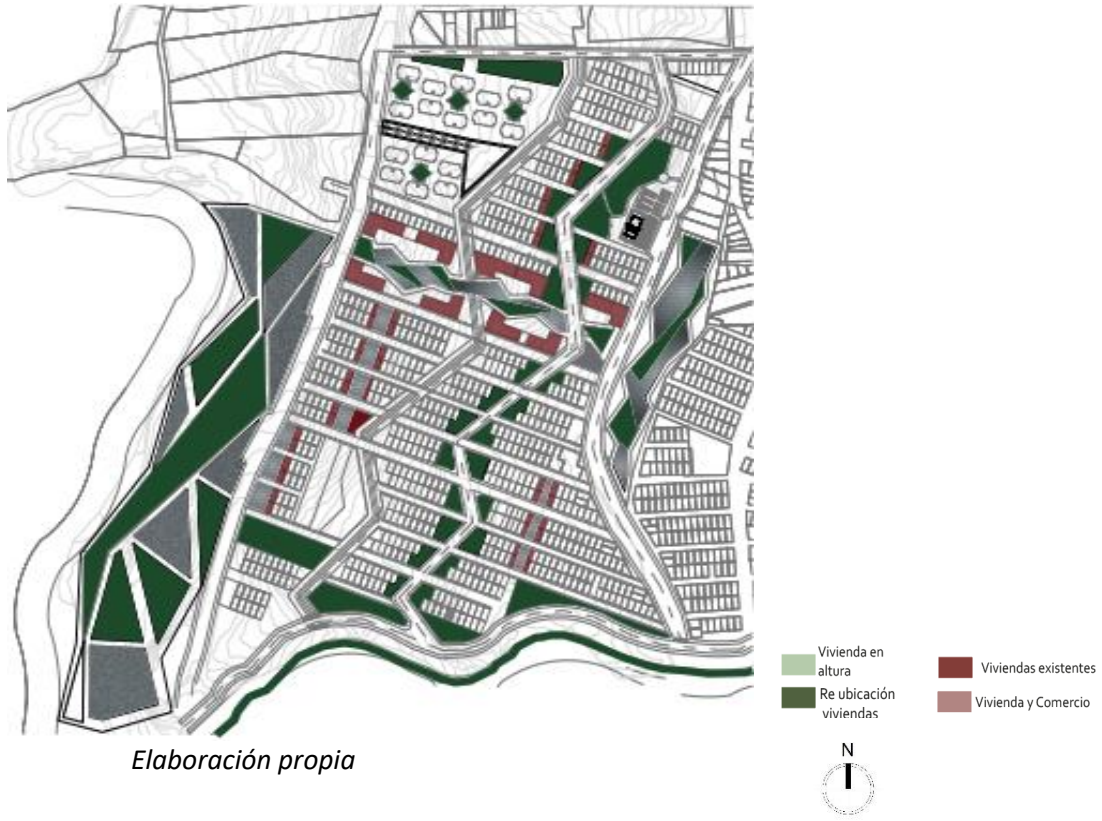 Vivienda en
altura
Re ubicación
viviendas
Viviendas existentes
Vivienda y Comercio
Elaboración propia
N